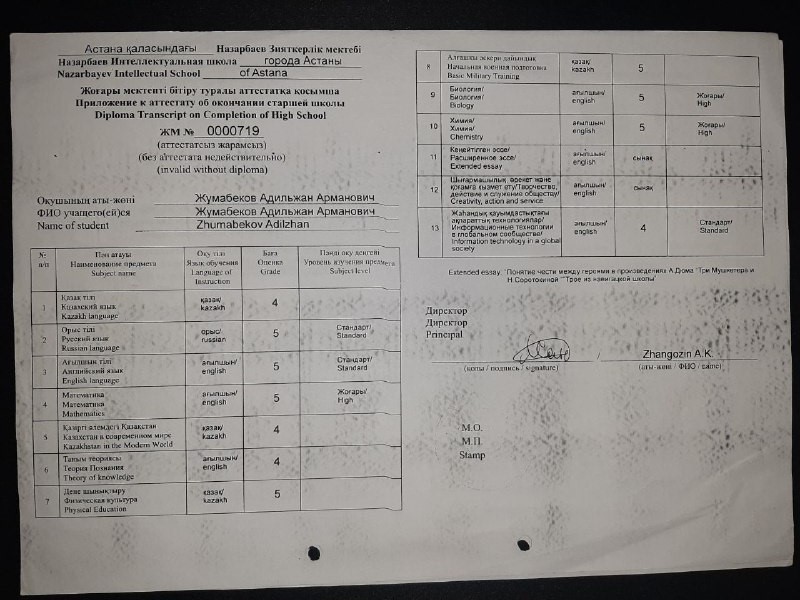 Астана қаласындағы Назарбаев Зияткерлік мектебі
Назарбаев Интеллектуальная школа города Астаны
Nazarbayev Intellectual School of Astana
Жоғары мектепті бітіру туралы аттестатқа қосымша
Приложение к аттестату об окончании старшей школы
Diploma Transcript on Completion of High School
ЖМ № 0000719
(аттестатсыз жарамсыз)
(без аттестата недействительно)
(invalid without diploma)
Оқушының аты-жөні Жумабеков Адильжан Арманович
ФИО учащего(ей)ся Жумабеков Адильжан Арманович
Name of student Zhumabekov Adilzhan
№ п/п
Пән атауы
Наименование предмета
Subject name
Оқу тілі
Язык обучения
Language of Instruction
Баға
Оценка
Grade
Пәнді оқу деңгейі
Уровень изучения предмета
Subject level
1
Қазақ тілі
Казахский язык
Kazakh language
қазақ/
kazakh
4
2
Орыс тілі
Русский язык
Russian language
орыс/
russian
5
Стандарт/
Standard
3
Ағылшын тілі
Английский язык
English language
ағылшын/
english
5
Стандарт/
Standard
4
Математика
Математика
Mathematics
ағылшын/
english
5
Жоғары/
High
5
Қазіргі әлемдегі Қазақстан
Казахстан в современном мире
Kazakhstan in the Modern World
қазақ/
kazakh
4
6
Таным теориясы
Теория Познания
Theory of knowledge
ағылшын/
english
4
7
Дене шынықтыру
Физическая культура
Physical Education
қазақ/
kazakh
5
8
Алғашқы әскери дайындық
Начальная военная подготовка
Basic Military Training
қазақ/
kazakh
5
9
Биология/
Биология/
Biology
ағылшын/
english
5
Жоғары/
High
10
Химия/
Химия/
Chemistry
ағылшын/
english
5
Жоғары/
High
11
Кеңейтілген эссе/
Расширенное эссе/
Extended essay
ағылшын/
english
сынақ
12
Шығармашылық, әрекет және
қоғамға қызмет ету/Творчество,
действие и служение обществу/
Creativity, action and service
ағылшын/
english
сынақ
13
Жаһандық қауымдастықтағы
ақпараттық технологиялар/
Информационные технологии
в глобальном сообществе/
Information technology in a global
society
ағылшын/
english
4
Стандарт/
Standard
Extended essay: "Понятие чести между героями в произведениях А.Дюма "Три Мушкетера и
Н.Соротокиной "Трое из навигацкой школы"
Директор
Директор
Principal
Zhangozin A.K.
(қолы / подпись / signature) / (аты-жөні / ФИО / name)
М.О.
М.П.
Stamp